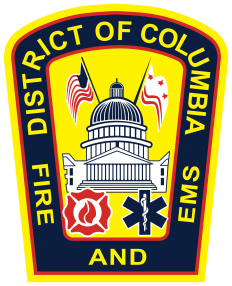 DISTRICT OF COLUMBIA
FIRE
AND
EMS